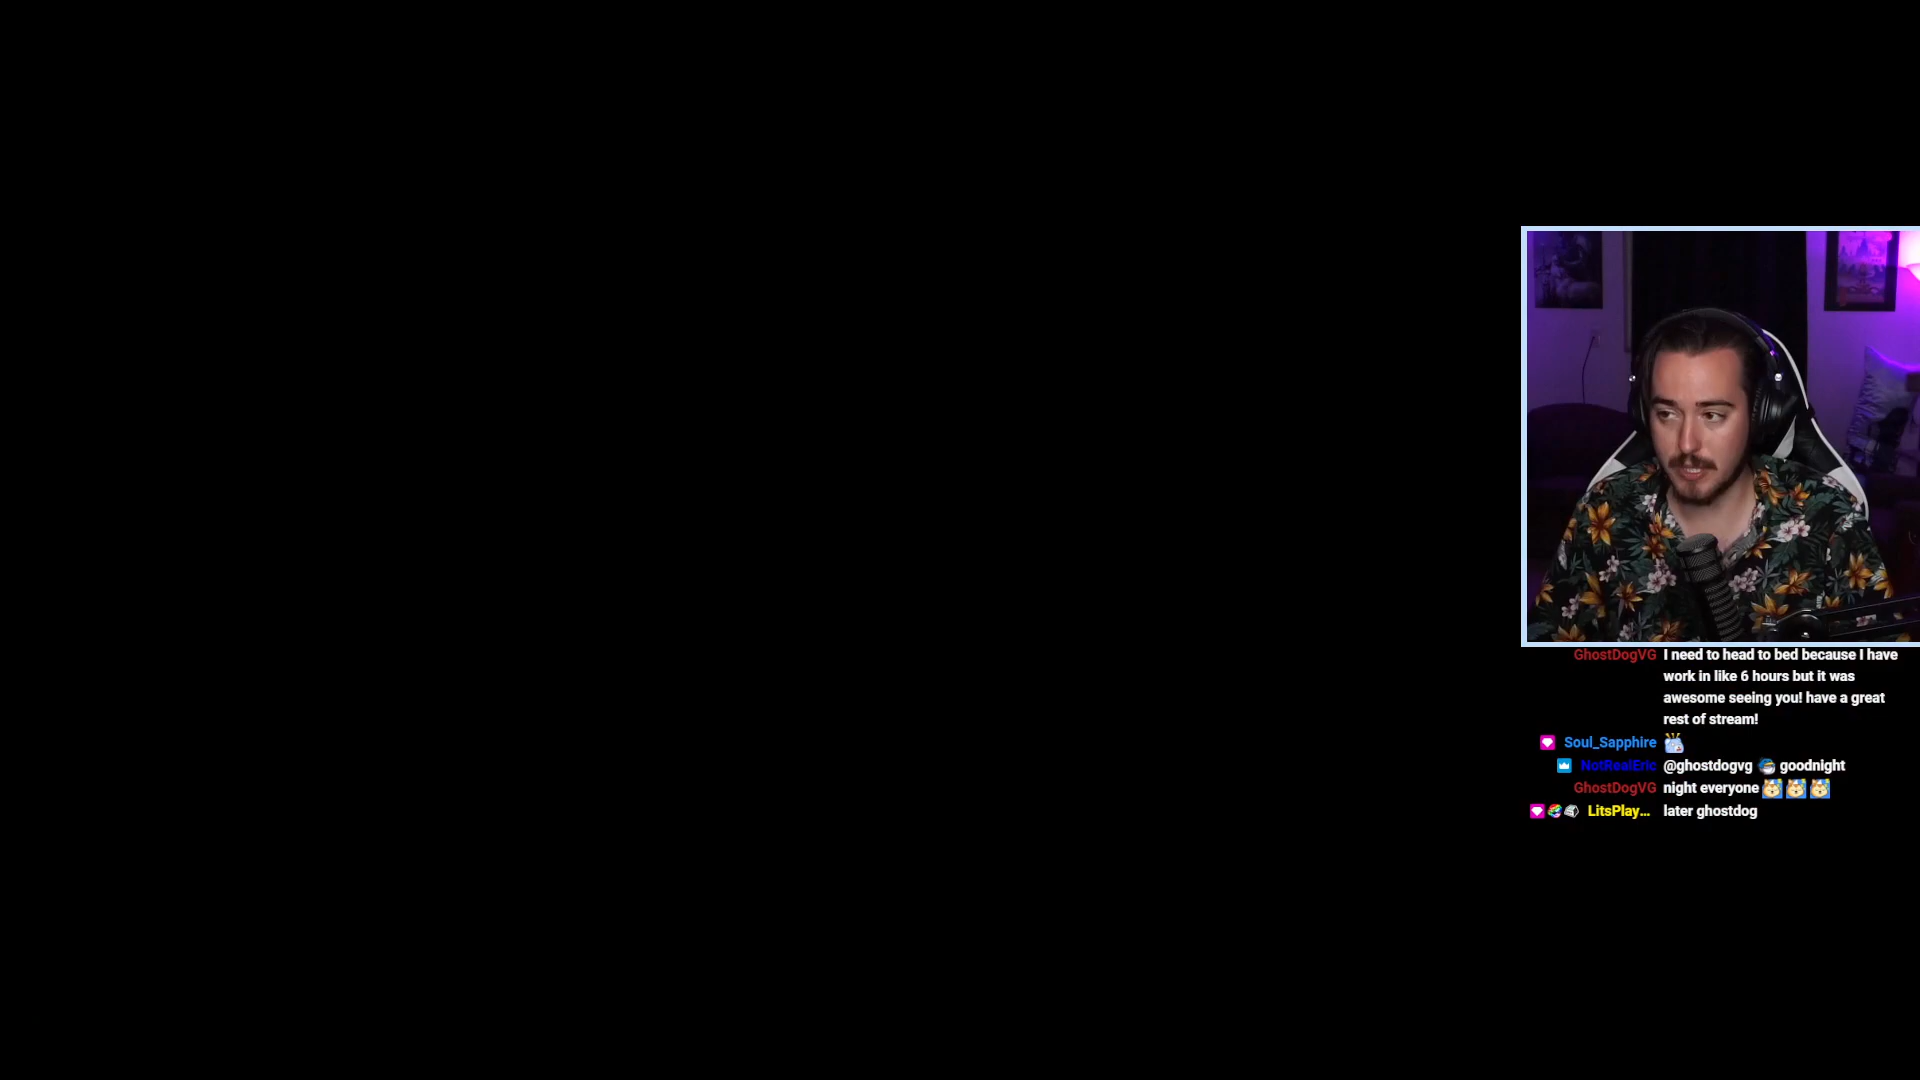 GhostDogVG I need to head to bed because I have
work in like 6 hours but it was
awesome seeing you! have a great
rest of stream!
Soul_Sapphire
NotRealEric @ghostdogvg goodnight
GhostDogVG night everyone
LitsPlay... later ghostdog